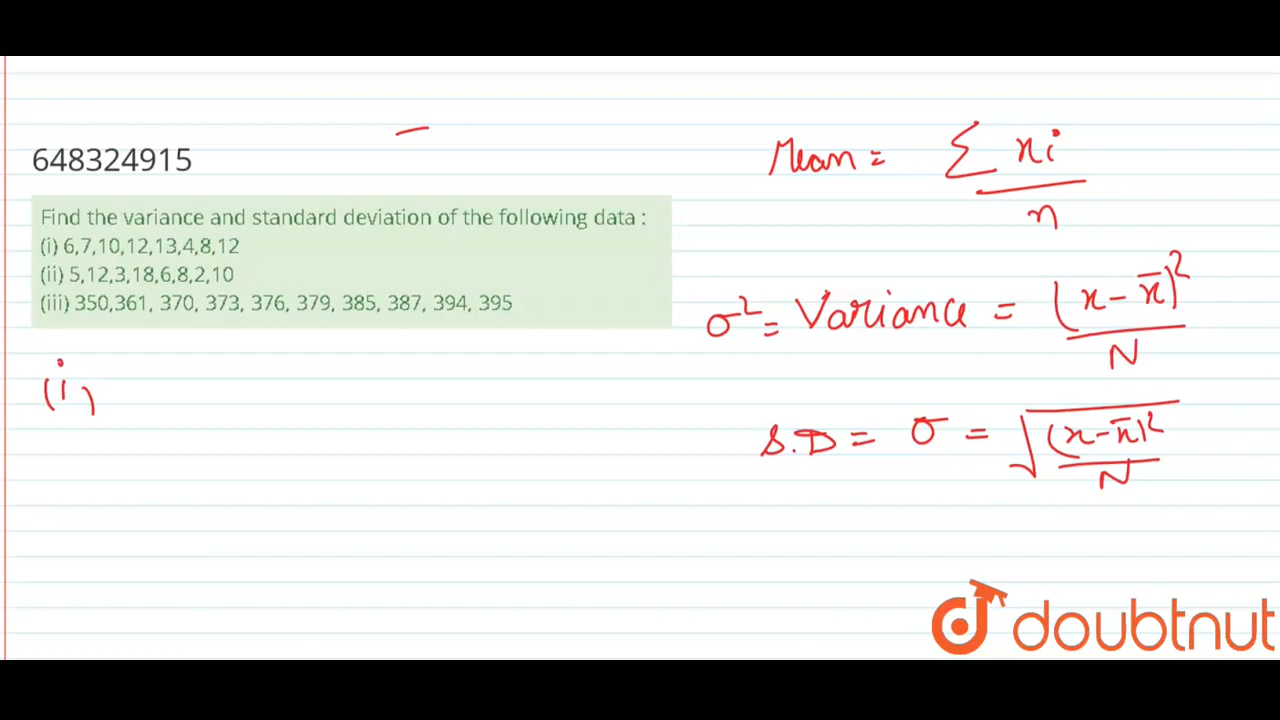 648324915
Find the variance and standard deviation of the following data :
(i) 6,7,10,12,13,4,8,12
(ii) 5,12,3,18,6,8,2,10
(iii) 350,361, 370, 373, 376, 379, 385, 387, 394, 395
(i)
Mean = Σxi/n
σ² = Variance = (x-x̄)²/N
S.D = σ = √(x-x̄)²/N
doubtnut